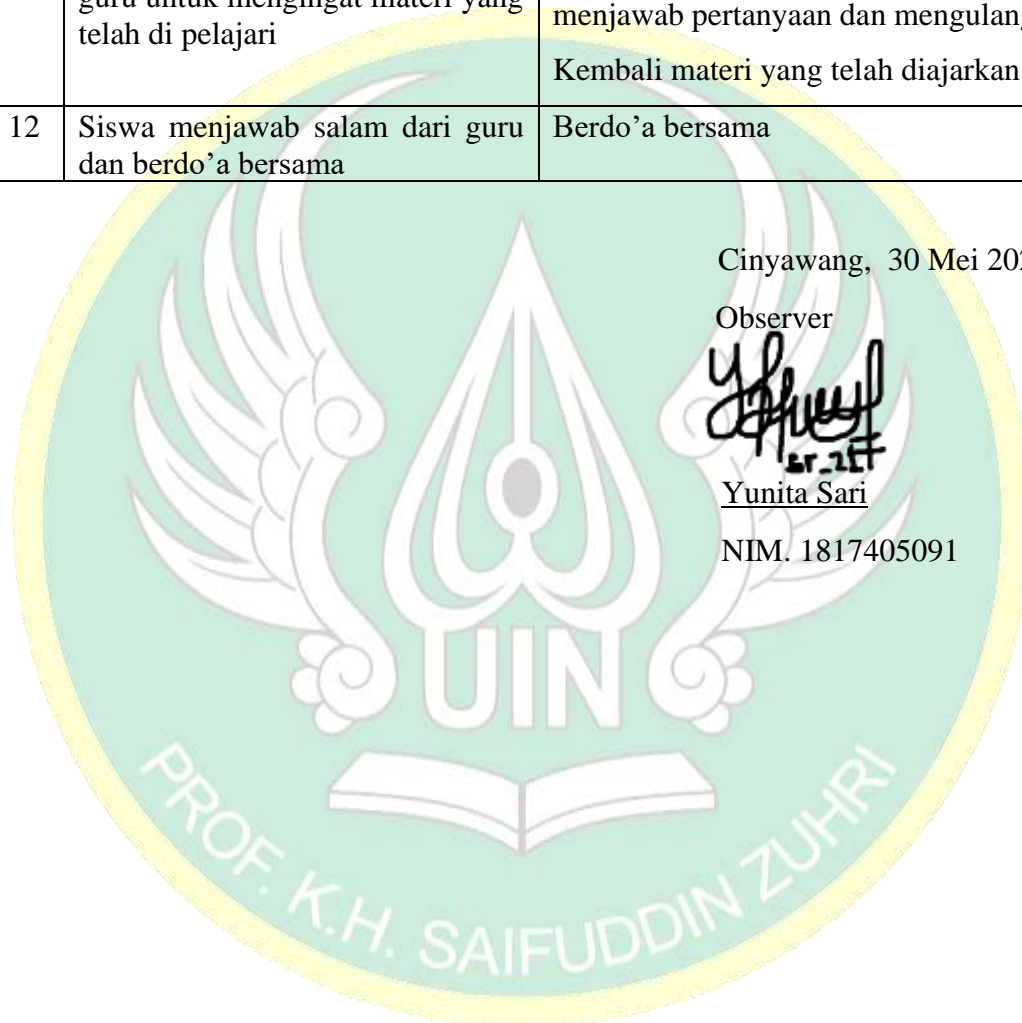 guru untuk mengingat materi yang
telah di pelajari
menjawab pertanyaan dan mengulang
Kembali materi yang telah diajarkan
12
Siswa menjawab salam dari guru
dan berdo’a bersama
Berdo’a bersama
Cinyawang, 30 Mei 202
Observer
Yunita Sari
NIM. 1817405091
UIN
PROF. K.H. SAIFUDDIN ZUHRI